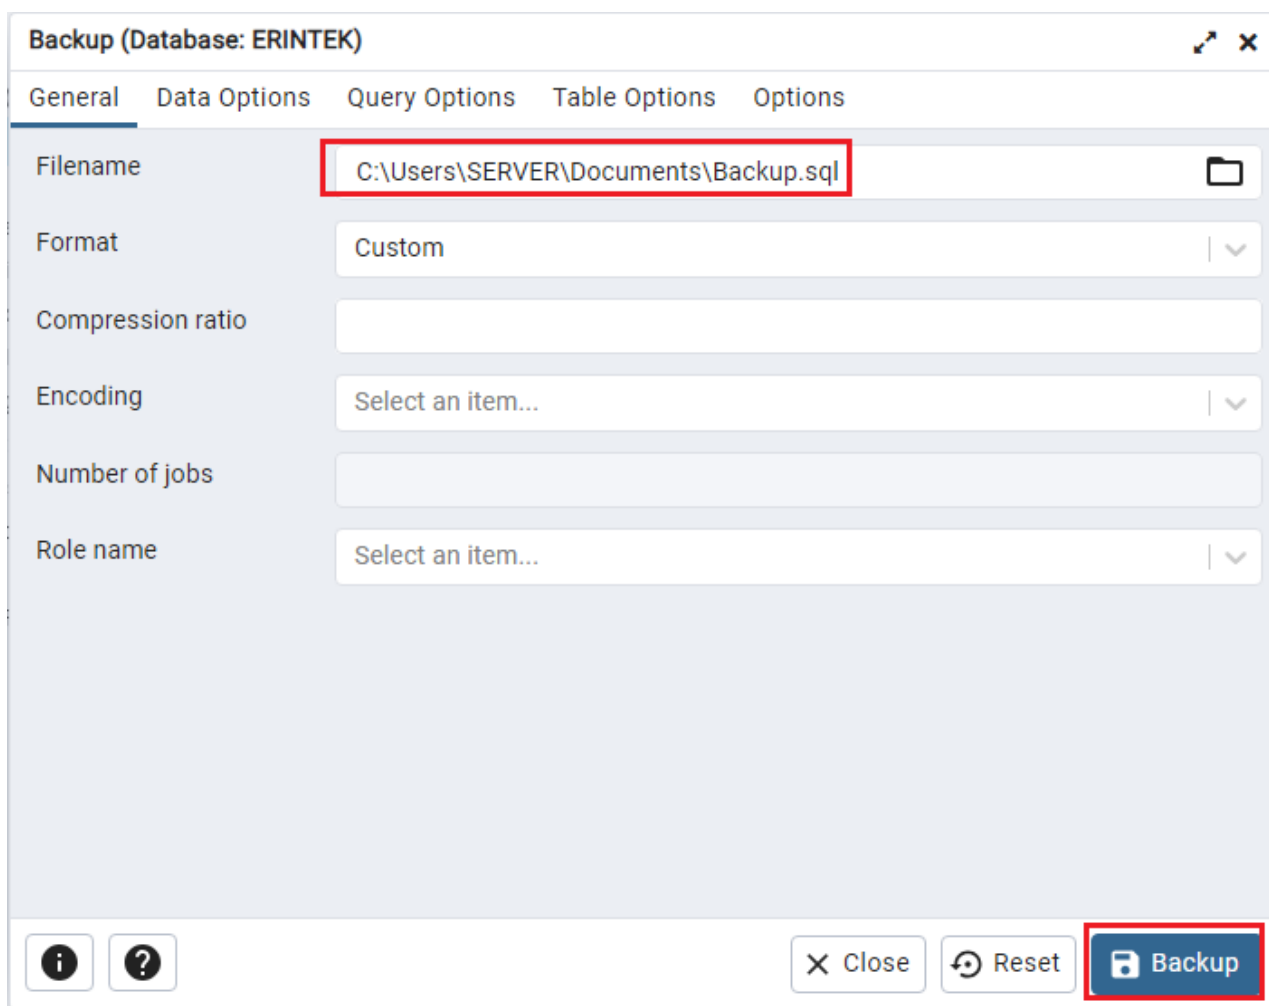 Backup (Database: ERINTEK)
General Data Options Query Options Table Options Options
Filename C:\Users\SERVER\Documents\Backup.sql
Format Custom
Compression ratio
Encoding Select an item...
Number of jobs
Role name Select an item...
Close Reset Backup